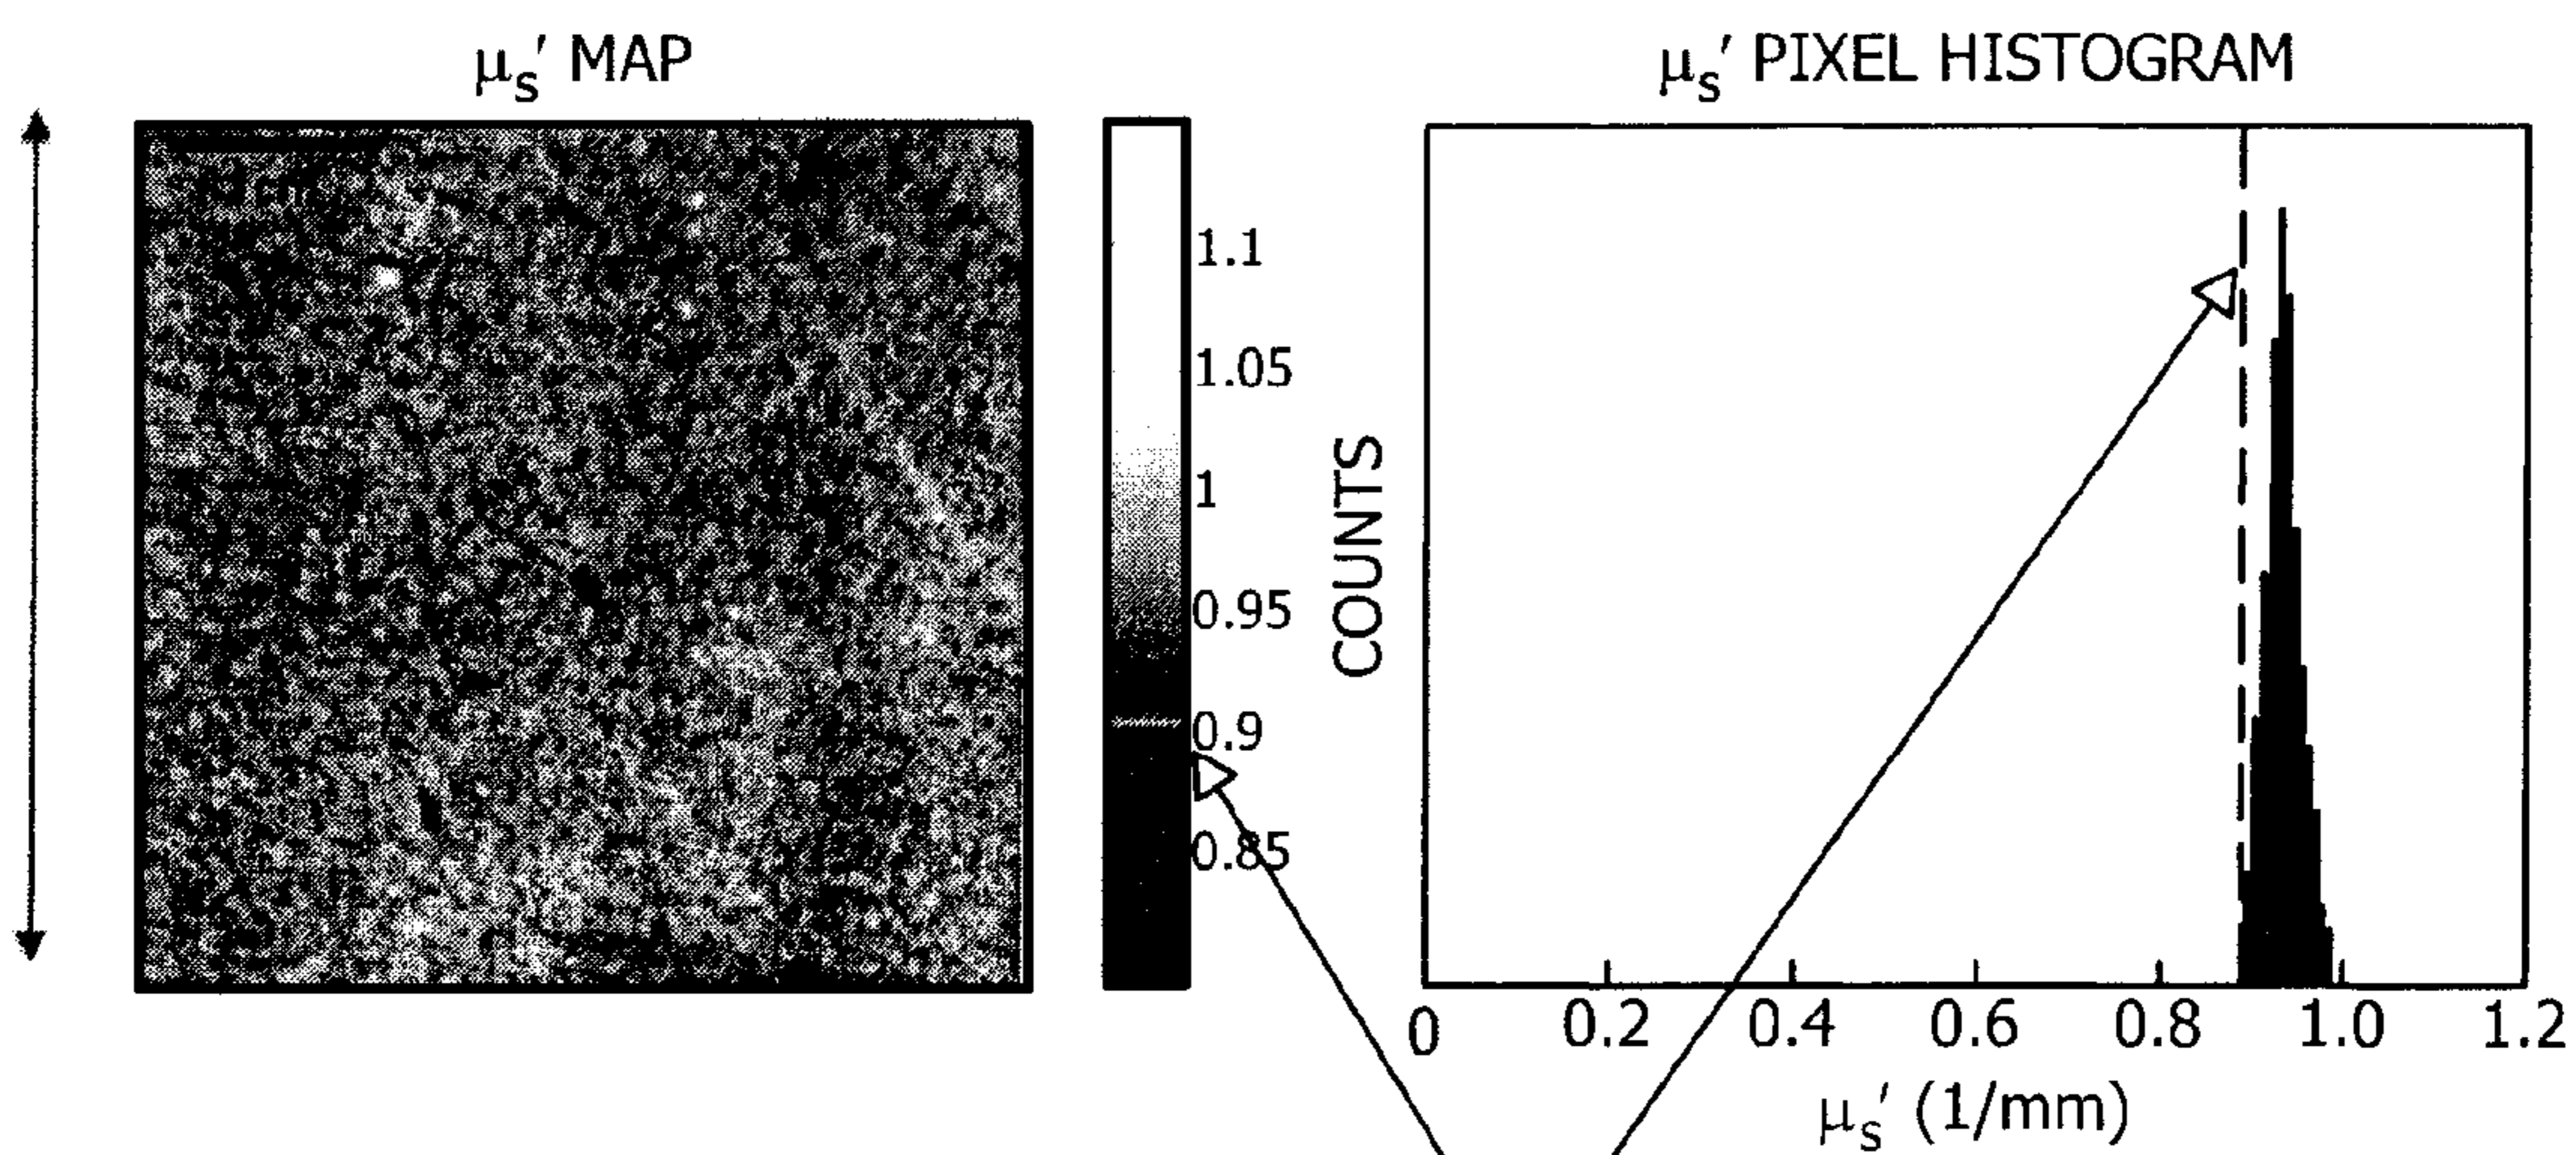 μs′ MAP
1.1
1.05
1
0.95
0.9
0.85
μs′ PIXEL HISTOGRAM
COUNTS
0 0.2 0.4 0.6 0.8 1.0 1.2
μs′ (1/mm)